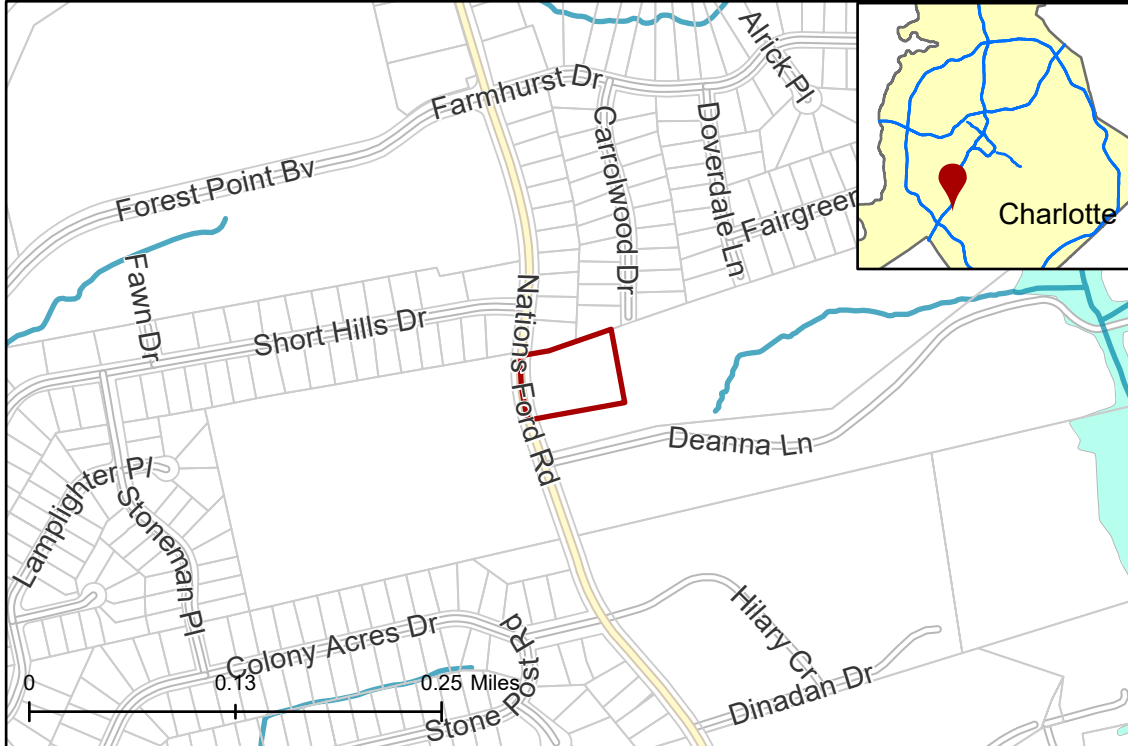 Alrick Pl
Farmhurst Dr
Carrolwood Dr
Doverdale Ln
Forest Point Bv
Fairgreen
Charlotte
Fawn Dr
Nations Ford Rd
Short Hills Dr
Deanna Ln
Lamplighter Pl
Stoneman Pl
Hilary Cr
Colony Acres Dr
Stone Post Rd
Dinadan Dr
0
0.13
0.25 Miles